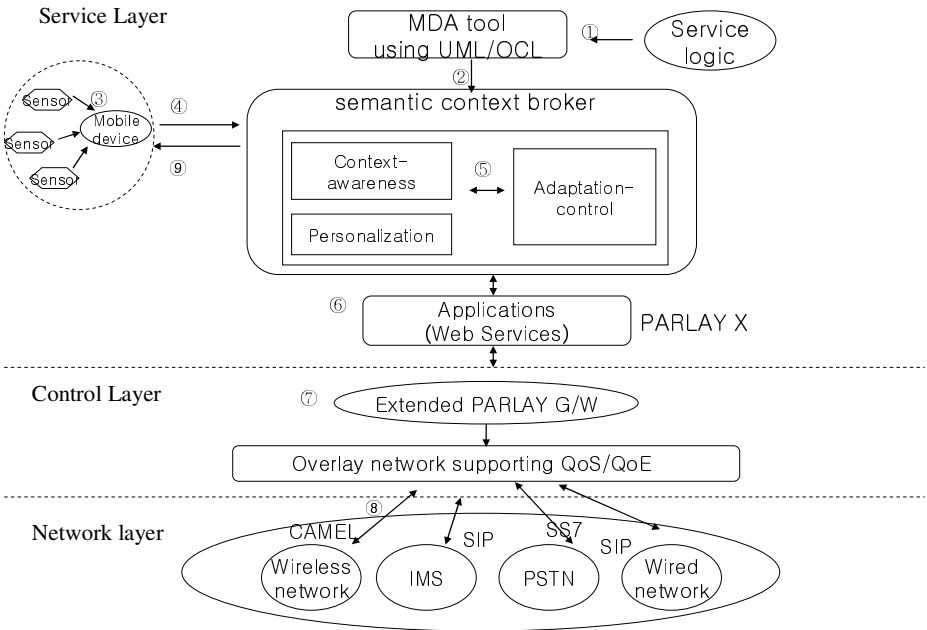 Service Layer
MDA tool
using UML/OCL
①
Service
logic
②
Sensor
③
Mobile
device
Sensor
Sensor
④
⑨
semantic context broker
Context-
awareness
⑤
Adaptation-
control
Personalization
⑥
Applications
(Web Services)
PARLAY X
Control Layer
⑦
Extended PARLAY G/W
Overlay network supporting QoS/QoE
Network layer
⑧
CAMEL
SIP
SS7
SIP
Wireless
network
IMS
PSTN
Wired
network